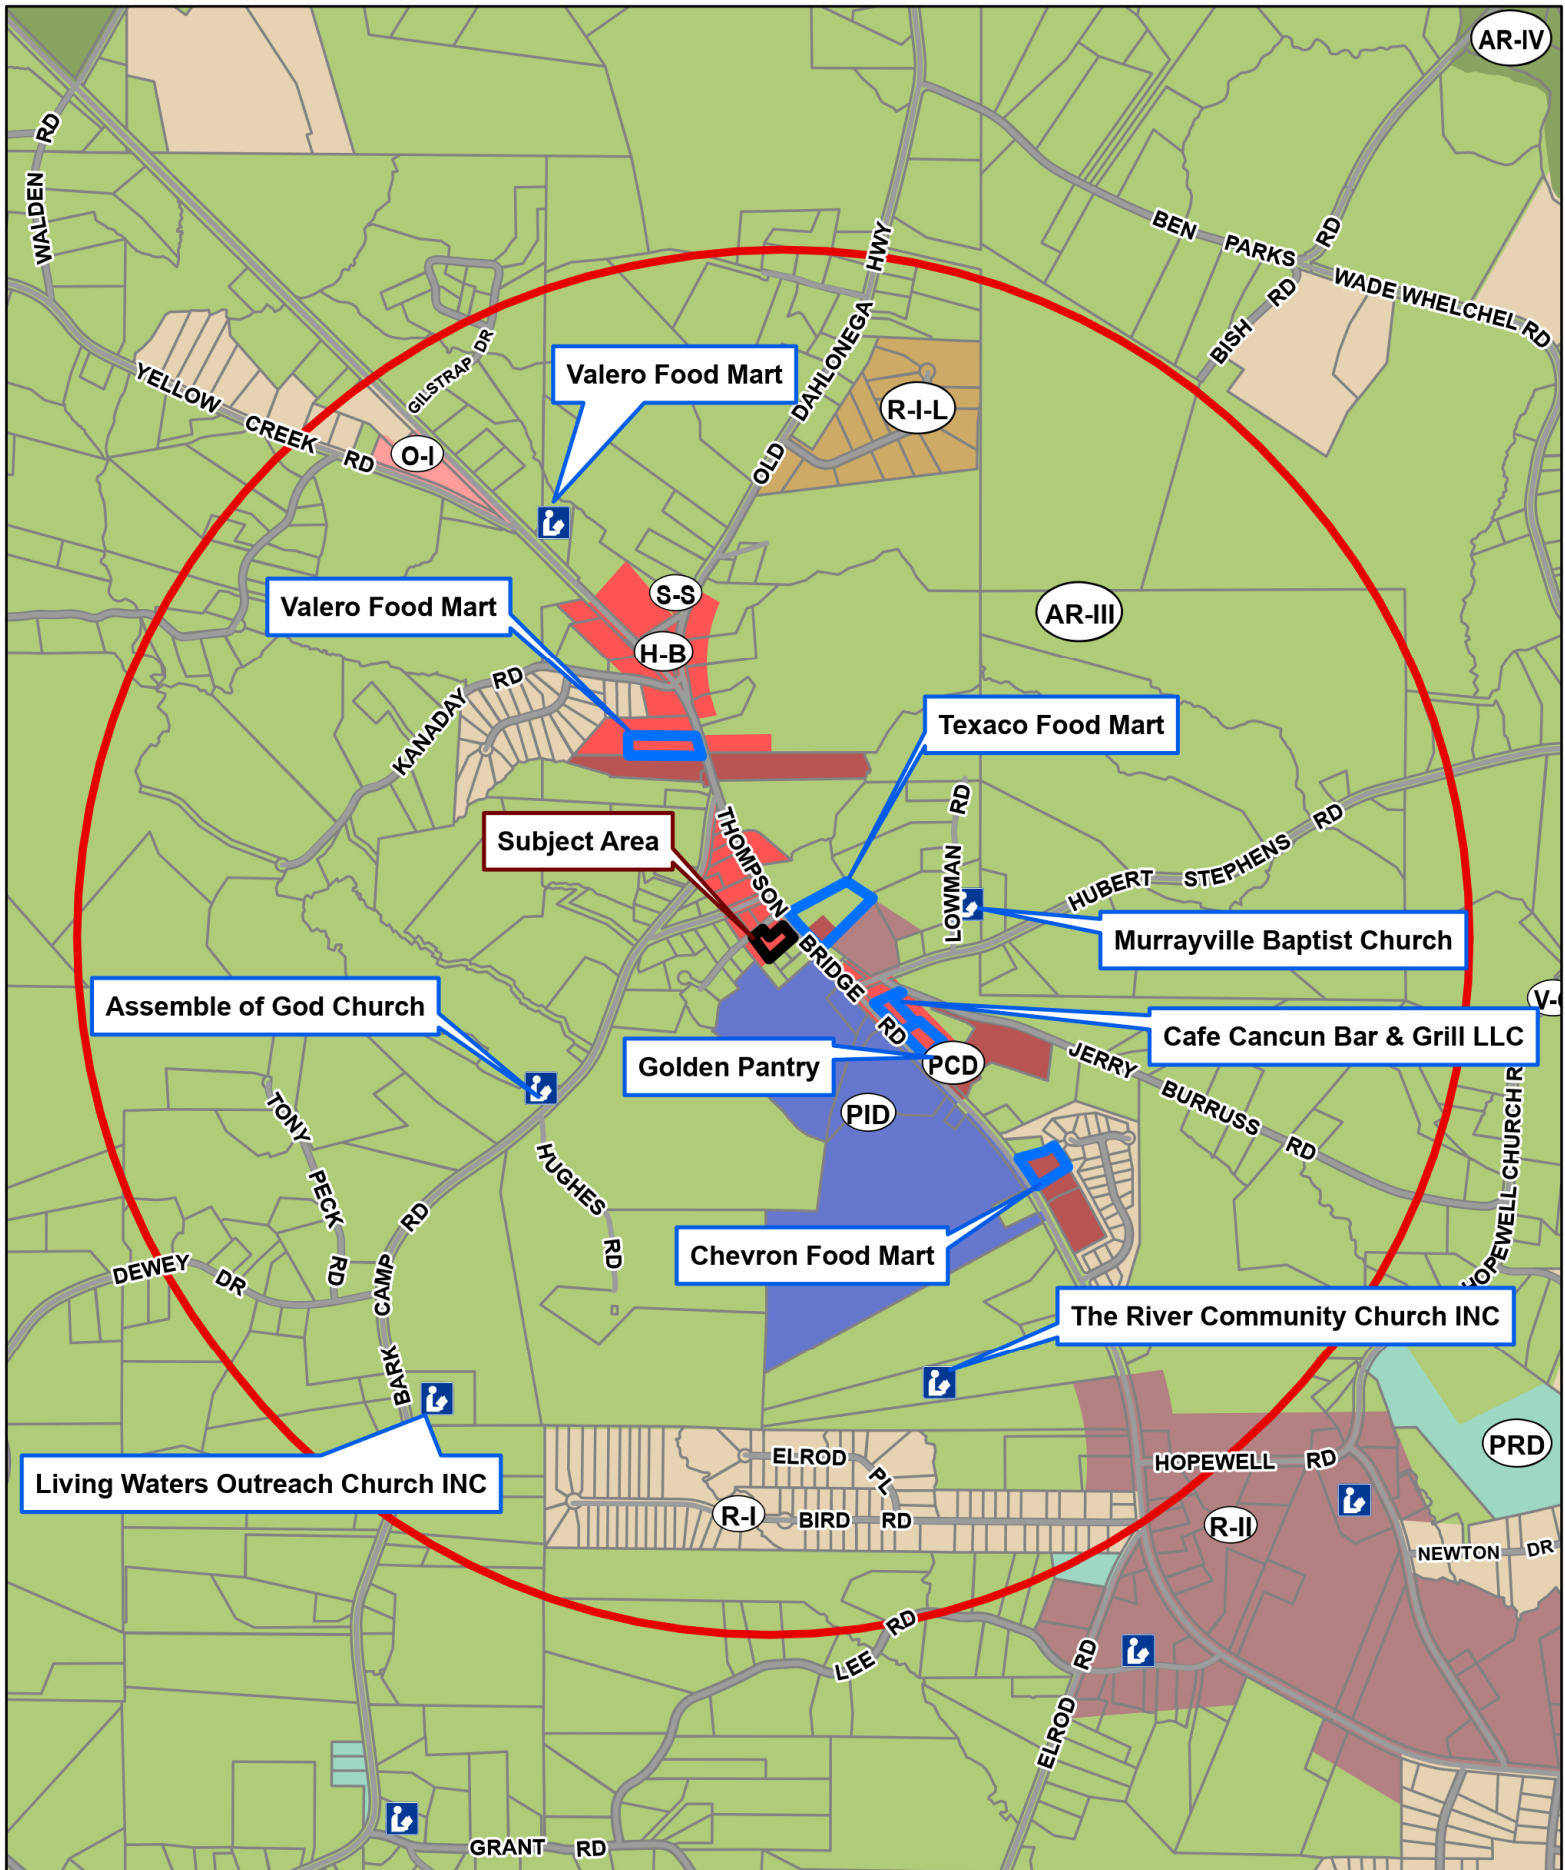 AR-IV
WALDEN RD
OLD DAHLONEGA HWY
BEN PARKS RD
WADE WHELCHEL RD
BISH RD
GILSTRAP DR
YELLOW CREEK RD
Valero Food Mart
R-I-L
O-I
S-S
Valero Food Mart
AR-III
H-B
KANADAY RD
Texaco Food Mart
LOWMAN RD
HUBERT STEPHENS RD
Subject Area
THOMPSON BRIDGE RD
Murrayville Baptist Church
Assemble of God Church
Cafe Cancun Bar & Grill LLC
Golden Pantry
PCD
JERRY BURRUSS RD
PID
TONY PECK RD
HUGHES RD
HOPEWELL CHURCH R
DEWEY DR
BARK CAMP RD
Chevron Food Mart
The River Community Church INC
PRD
Living Waters Outreach Church INC
ELROD PL
HOPEWELL RD
R-I
BIRD RD
R-II
NEWTON DR
LEE RD
ELROD RD
GRANT RD